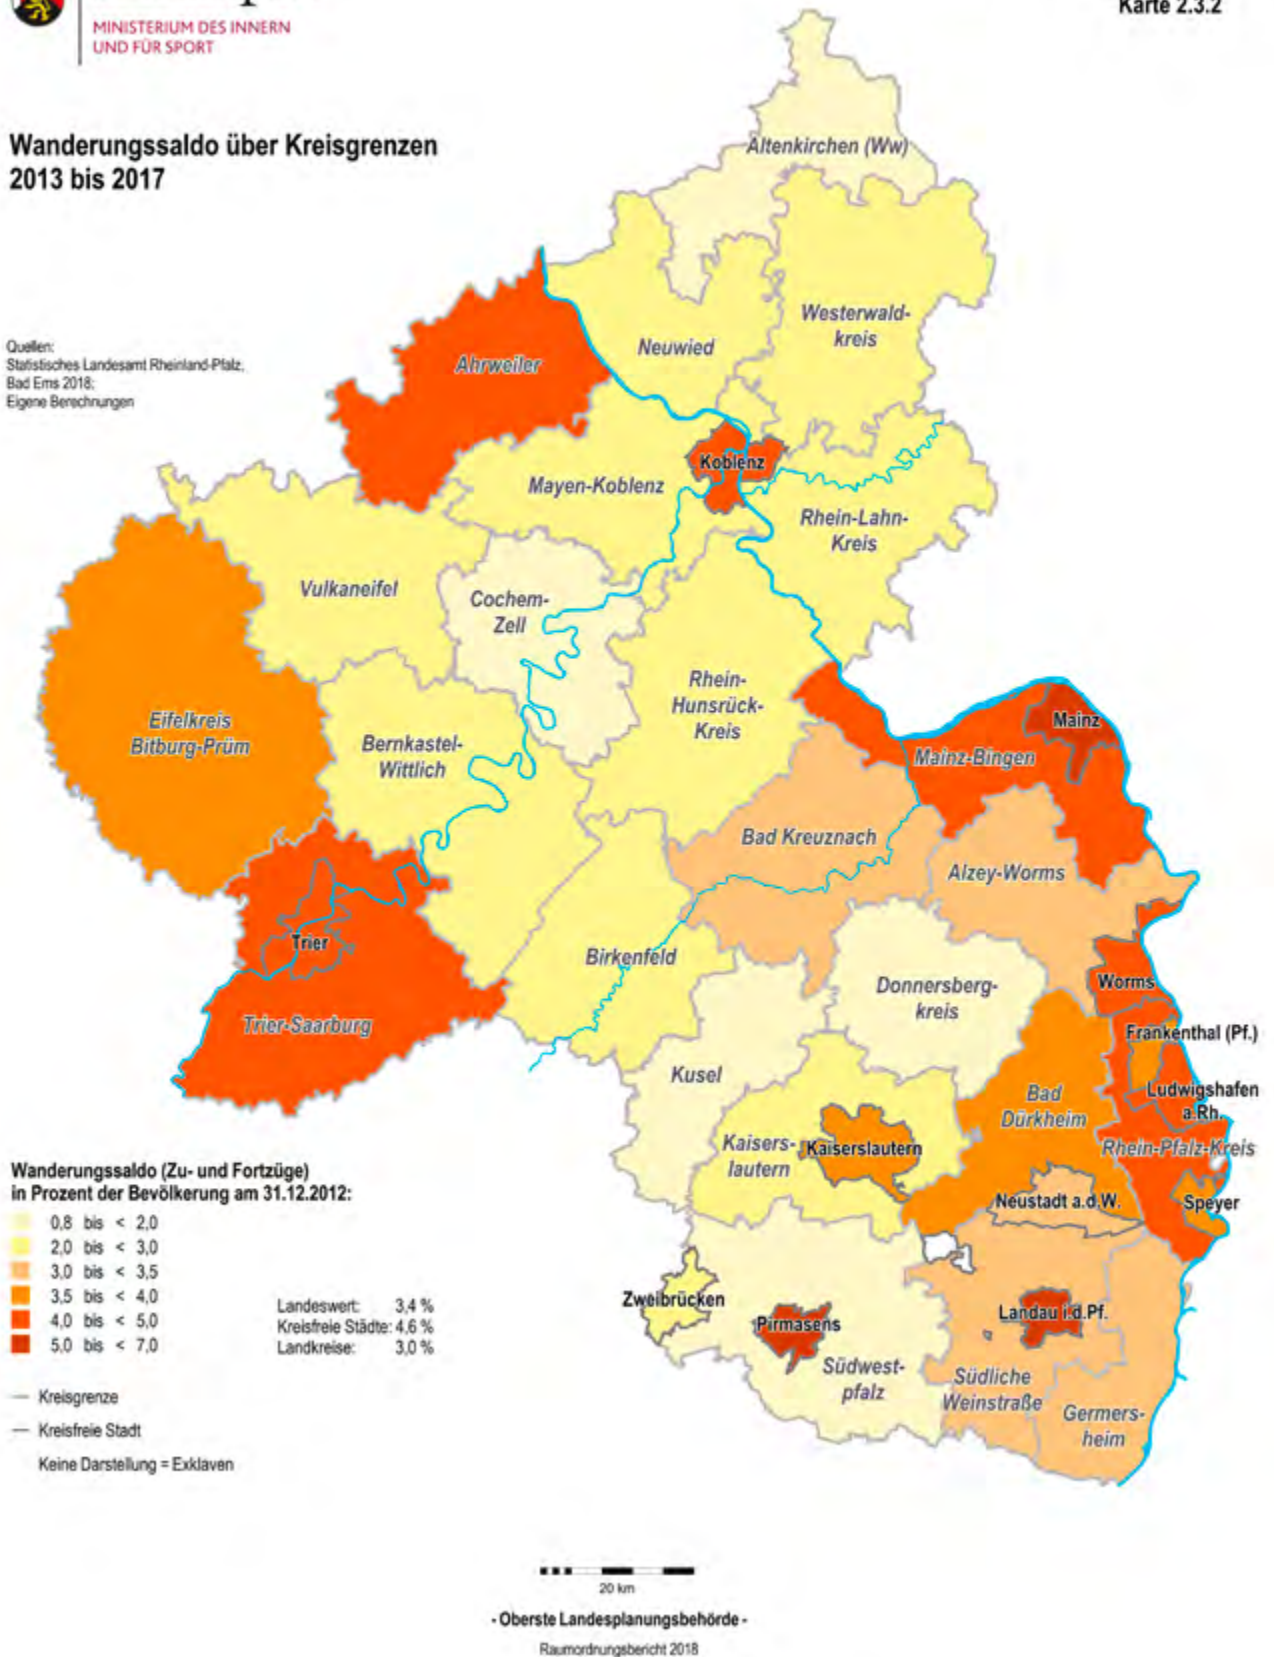 MINISTERIUM DES INNERN
UND FÜR SPORT
Karte 2.3.2
Wanderungssaldo über Kreisgrenzen
2013 bis 2017
Quellen:
Statistisches Landesamt Rheinland-Pfalz,
Bad Ems 2018;
Eigene Berechnungen
Altenkirchen (Ww)
Westerwald-
kreis
Neuwied
Ahrweiler
Koblenz
Mayen-Koblenz
Rhein-Lahn-
Kreis
Vulkaneifel
Cochem-
Zell
Rhein-
Hunsrück-
Kreis
Eifelkreis
Bitburg-Prüm
Bernkastel-
Wittlich
Mainz
Mainz-Bingen
Bad Kreuznach
Alzey-Worms
Trier
Birkenfeld
Donnersberg-
kreis
Worms
Trier-Saarburg
Frankenthal (Pf.)
Kusel
Ludwigshafen
a.Rh.
Bad
Dürkheim
Kaisers-
lautern
Kaiserslautern
Rhein-Pfalz-Kreis
Neustadt a.d.W.
Speyer
Zweibrücken
Pirmasens
Landau i.d.Pf.
Südwest-
pfalz
Südliche
Weinstraße
Germers-
heim
Wanderungssaldo (Zu- und Fortzüge)
in Prozent der Bevölkerung am 31.12.2012:
0,8 bis < 2,0
2,0 bis < 3,0
3,0 bis < 3,5
3,5 bis < 4,0
4,0 bis < 5,0
5,0 bis < 7,0
Landeswert: 3,4 %
Kreisfreie Städte: 4,6 %
Landkreise: 3,0 %
Kreisgrenze
Kreisfreie Stadt
Keine Darstellung = Exklaven
20 km
- Oberste Landesplanungsbehörde -
Raumordnungsbericht 2018